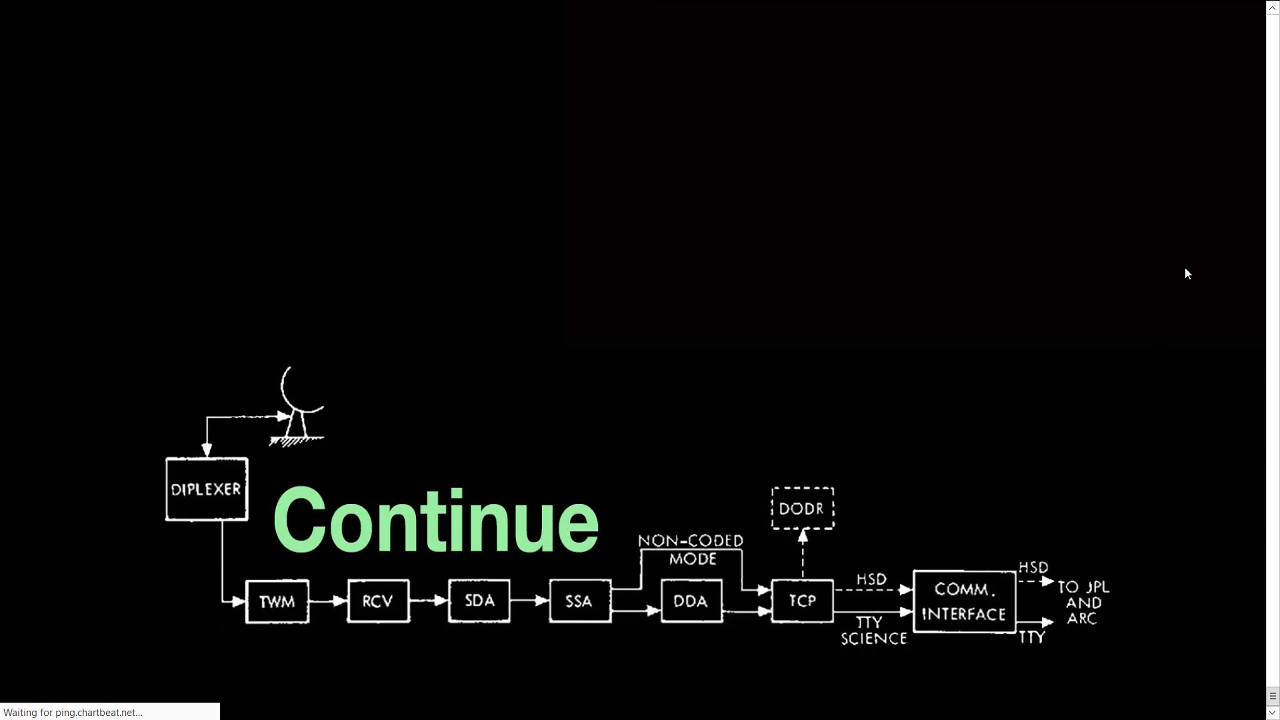 DIPLEXER
Continue
DODR
NON-CODED
MODE
HSD
HSD
TWM
RCV
SDA
SSA
DDA
TCP
COMM.
INTERFACE
TO JPL
AND
ARC
TTY
SCIENCE
TTY
Waiting for ping.chartbeat.net...